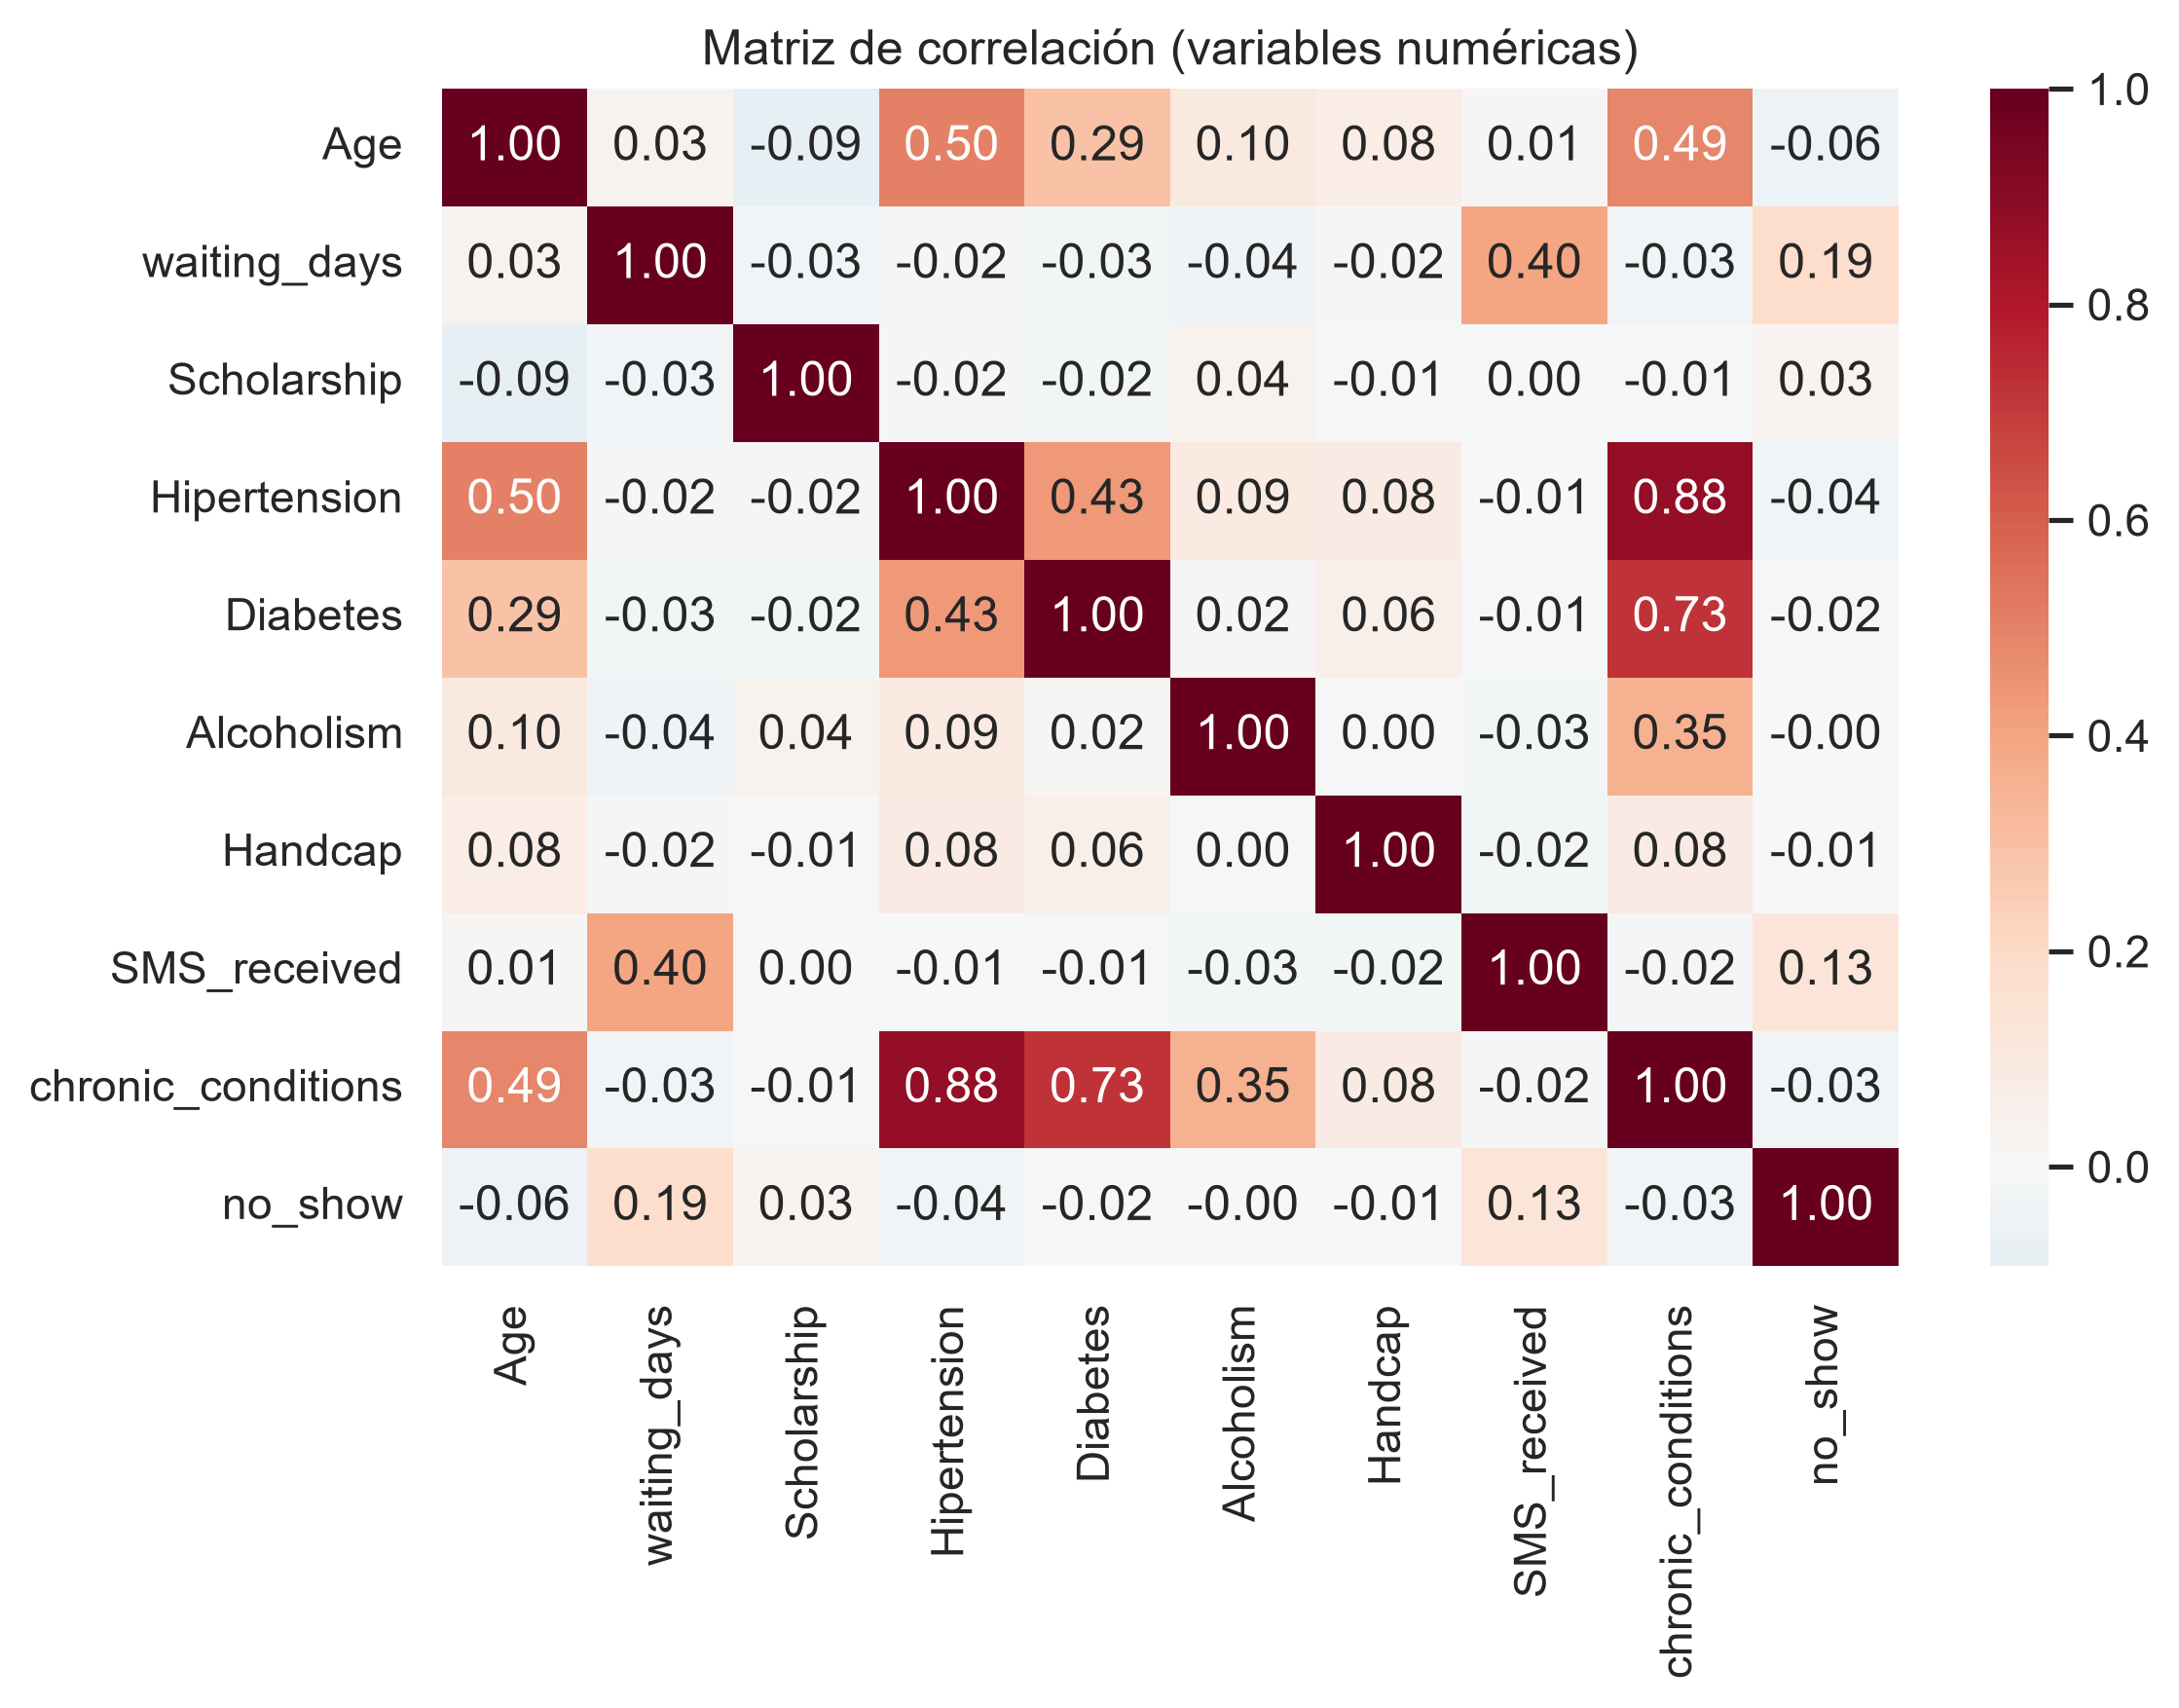 Matriz de correlación (variables numéricas)
Age 1.00 0.03 -0.09 0.50 0.29 0.10 0.08 0.01 0.49 -0.06
waiting_days 0.03 1.00 -0.03 -0.02 -0.03 -0.04 -0.02 0.40 -0.03 0.19
Scholarship -0.09 -0.03 1.00 -0.02 -0.02 0.04 -0.01 0.00 -0.01 0.03
Hipertension 0.50 -0.02 -0.02 1.00 0.43 0.09 0.08 -0.01 0.88 -0.04
Diabetes 0.29 -0.03 -0.02 0.43 1.00 0.02 0.06 -0.01 0.73 -0.02
Alcoholism 0.10 -0.04 0.04 0.09 0.02 1.00 0.00 -0.03 0.35 -0.00
Handcap 0.08 -0.02 -0.01 0.08 0.06 0.00 1.00 -0.02 0.08 -0.01
SMS_received 0.01 0.40 0.00 -0.01 -0.01 -0.03 -0.02 1.00 -0.02 0.13
chronic_conditions 0.49 -0.03 -0.01 0.88 0.73 0.35 0.08 -0.02 1.00 -0.03
no_show -0.06 0.19 0.03 -0.04 -0.02 -0.00 -0.01 0.13 -0.03 1.00
Age
waiting_days
Scholarship
Hipertension
Diabetes
Alcoholism
Handcap
SMS_received
chronic_conditions
no_show
1.0
0.8
0.6
0.4
0.2
0.0